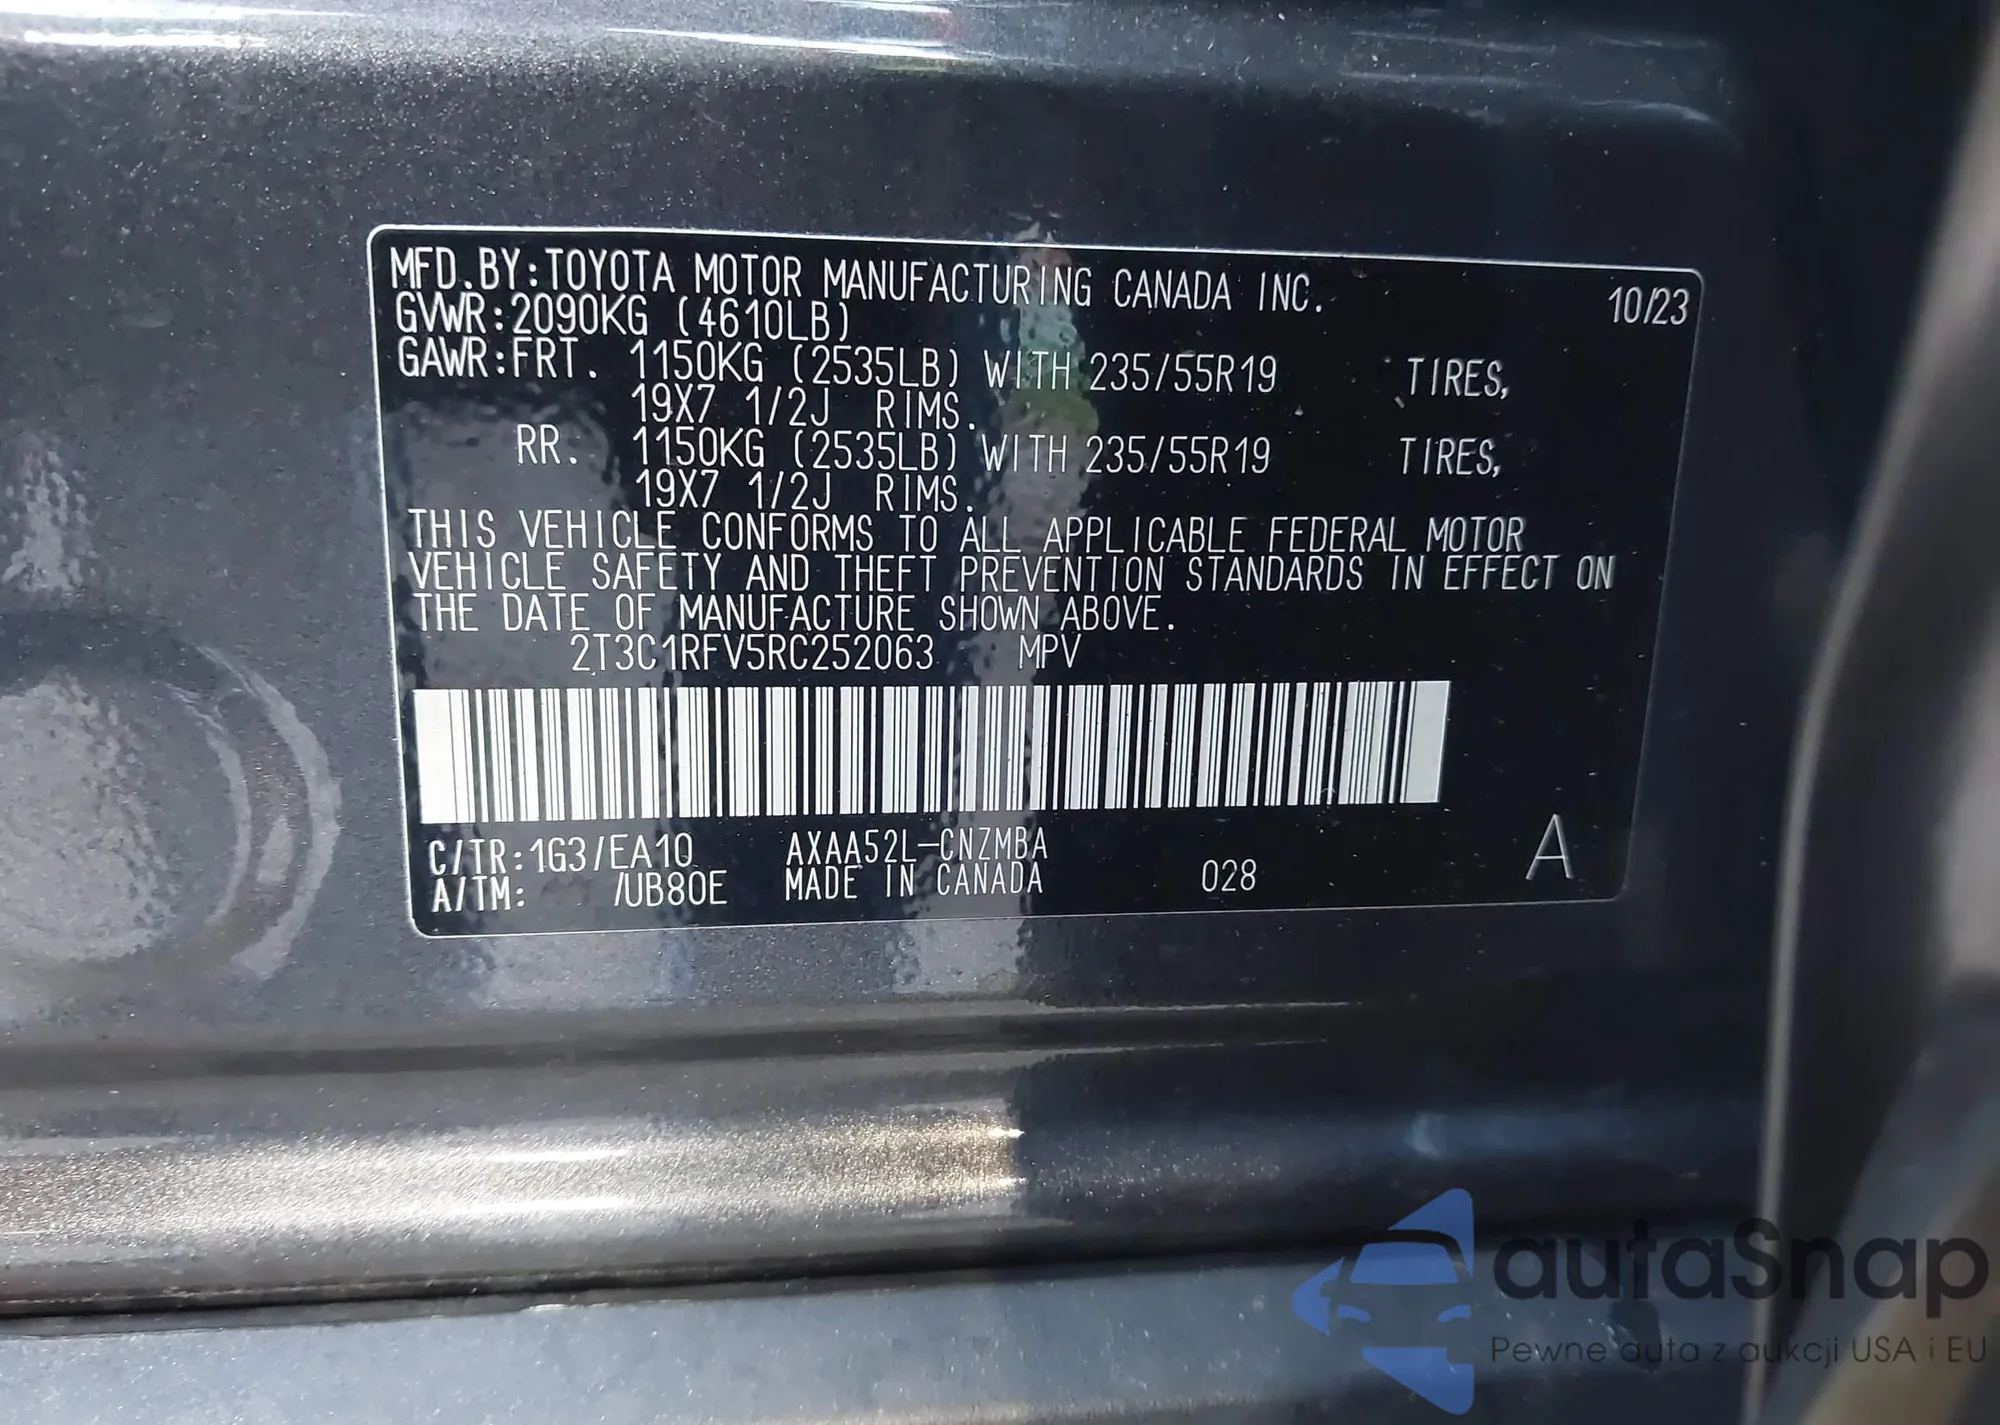 MFD.BY:TOYOTA MOTOR MANUFACTURING CANADA INC. 10/23
GVWR:2090KG (4610LB)
GAWR:FRT. 1150KG (2535LB) WITH 235/55R19 TIRES,
19X7 1/2J RIMS.
RR. 1150KG (2535LB) WITH 235/55R19 TIRES,
19X7 1/2J RIMS.
THIS VEHICLE CONFORMS TO ALL APPLICABLE FEDERAL MOTOR
VEHICLE SAFETY AND THEFT PREVENTION STANDARDS IN EFFECT ON
THE DATE OF MANUFACTURE SHOWN ABOVE.
2T3C1RFV5RC252063 MPV
C/TR:1G3/EA10 AXAA52L-CNZMBA
A/TM: /UB80E MADE IN CANADA 028 A
autaSnap
Pewne auta z aukcji USA i EU